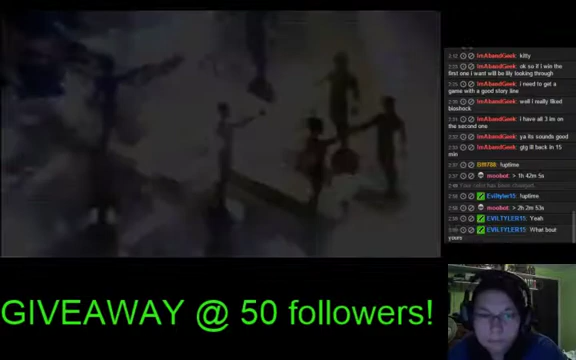 2:12 ImABandGeek: kitty
ImABandGeek: ok so if i win the
first one i want will be lily looking through
ImABandGeek: i need to get a
game with a good story line
ImABandGeek: well I really liked
bioshock
ImABandGeek: i have all 3 im on
the second one
ImABandGeek: ya its sounds good
ImABandGeek: gtg ill back in 15
min
!uptime
moobot: > 1h 42m 5s
Eviltyler15: !uptime
moobot: > 2h 2m 53s
EVILTYLER15: Yeah
EVILTYLER15: What bout
youre
GIVEAWAY @ 50 followers!